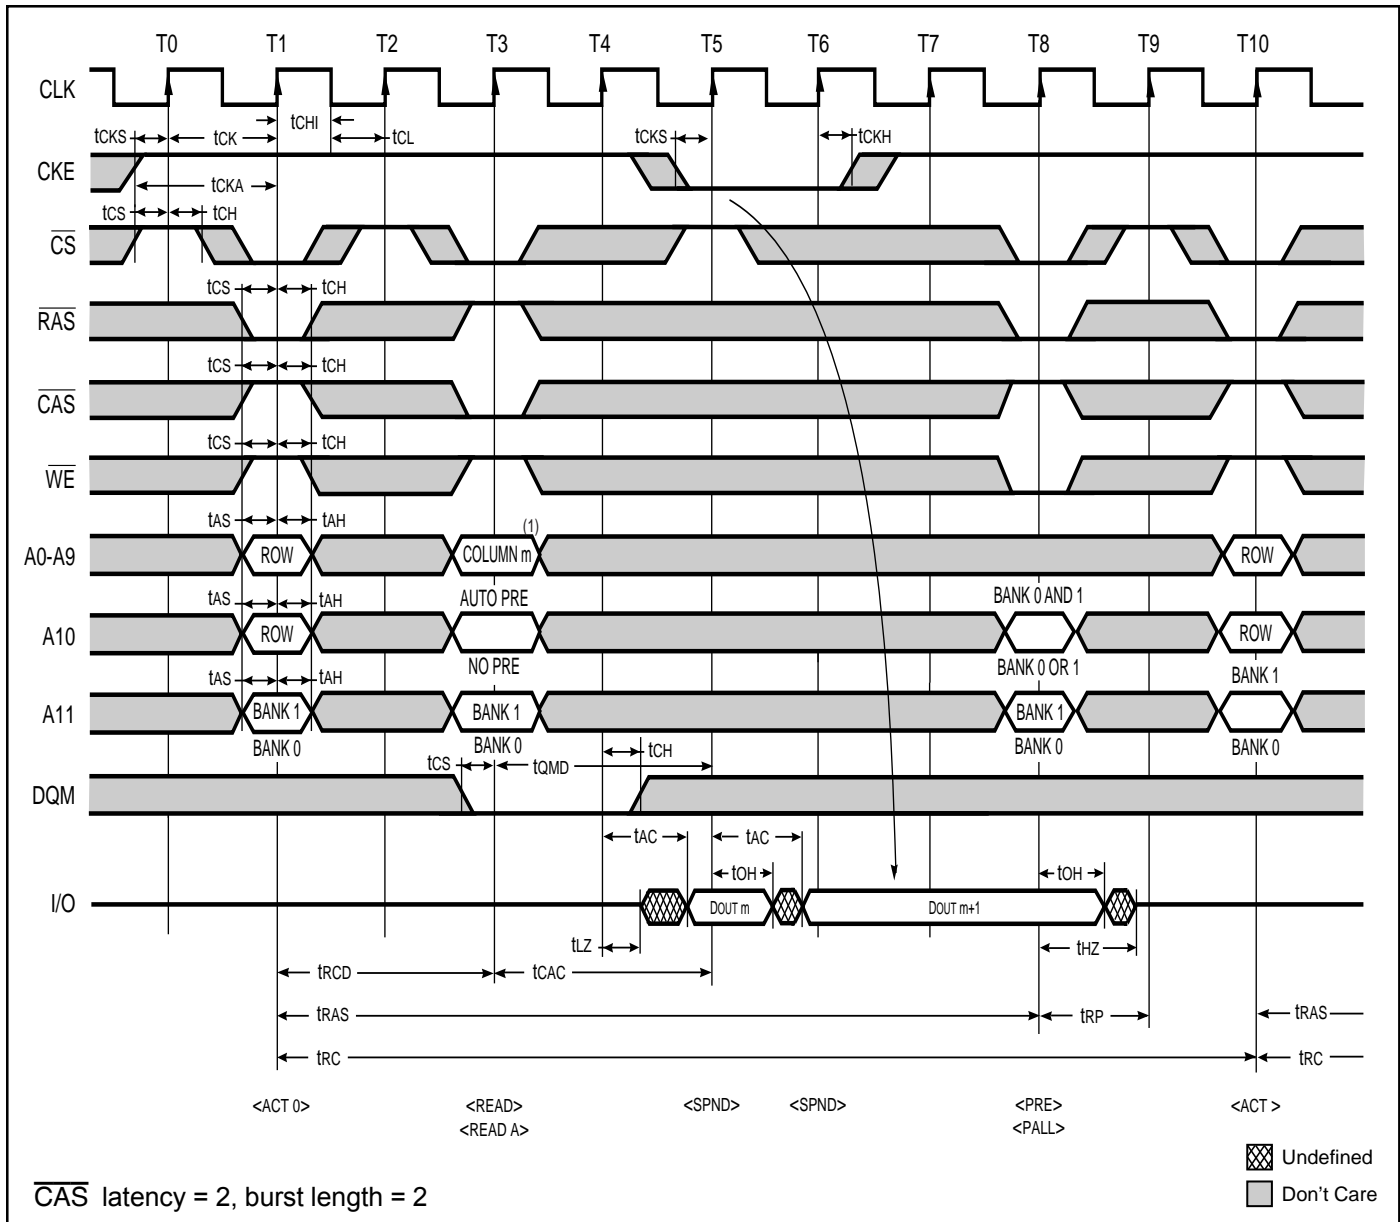 T0 T1 T2 T3 T4 T5 T6 T7 T8 T9 T10
CLK
tCHI
tCKS tCK tCL tCKS tCKH
CKE
tCKA
tCS tCH
CS
tCS tCH
RAS
tCS tCH
CAS
tCS tCH
WE
tAS tAH (1)
A0-A9 ROW COLUMN m ROW
tAS tAH AUTO PRE BANK 0 AND 1
A10 ROW ROW
NO PRE BANK 0 OR 1 BANK 1
tAS tAH
A11 BANK 1 BANK 1 BANK 1
BANK 0 BANK 0 BANK 0 BANK 0
tCS tQMD tCH
DQM
tAC tAC
tOH tOH
I/O DOUT m DOUT m+1
tLZ tHZ
tRCD tCAC
tRAS tRP tRAS
tRC tRC
<ACT 0> <READ> <SPND> <SPND> <PRE> <ACT >
<READ A> <PALL>
Undefined
CAS latency = 2, burst length = 2 Don't Care